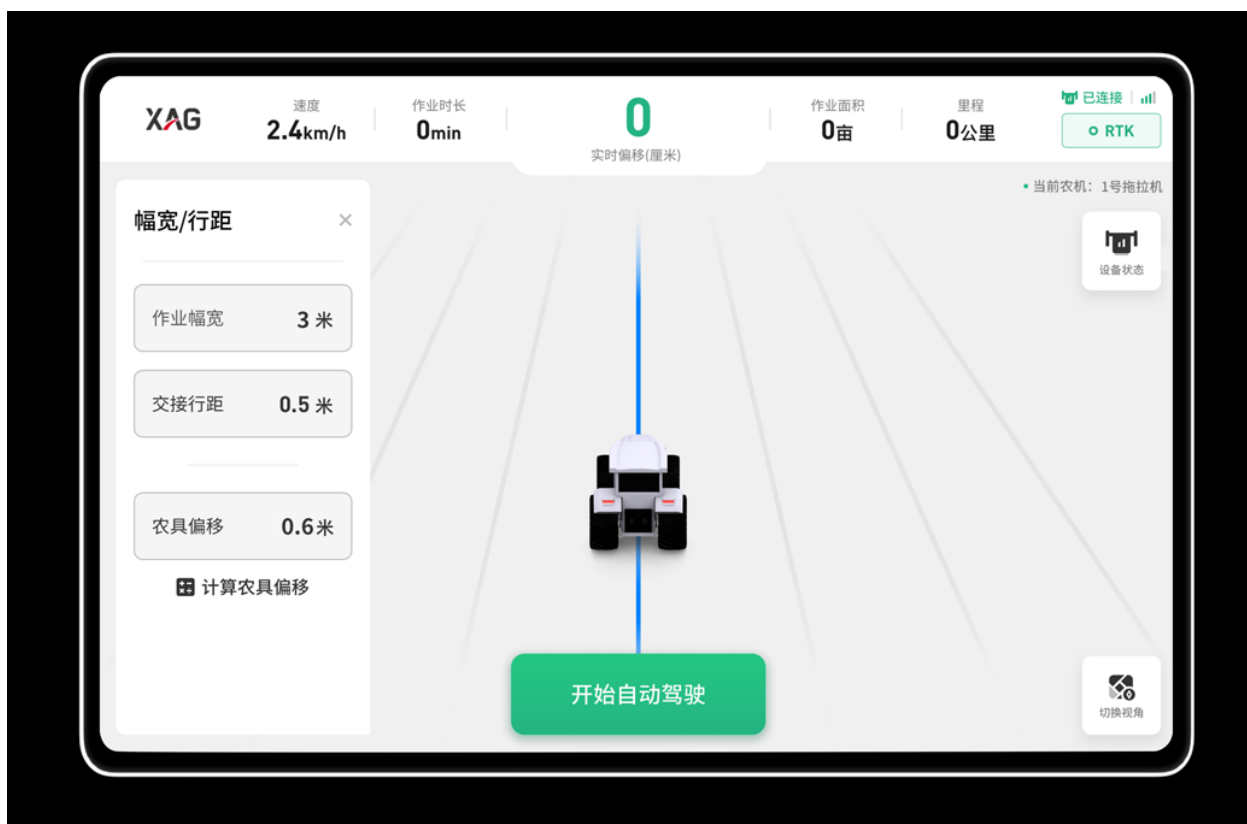 XAG
速度
2.4km/h
作业时长
0min
0
实时偏移(厘米)
作业面积
0亩
里程
0公里
已连接
RTK
当前农机：1号拖拉机
幅宽/行距
作业幅宽 3 米
交接行距 0.5 米
农具偏移 0.6米
计算农具偏移
设备状态
开始自动驾驶
切换视角